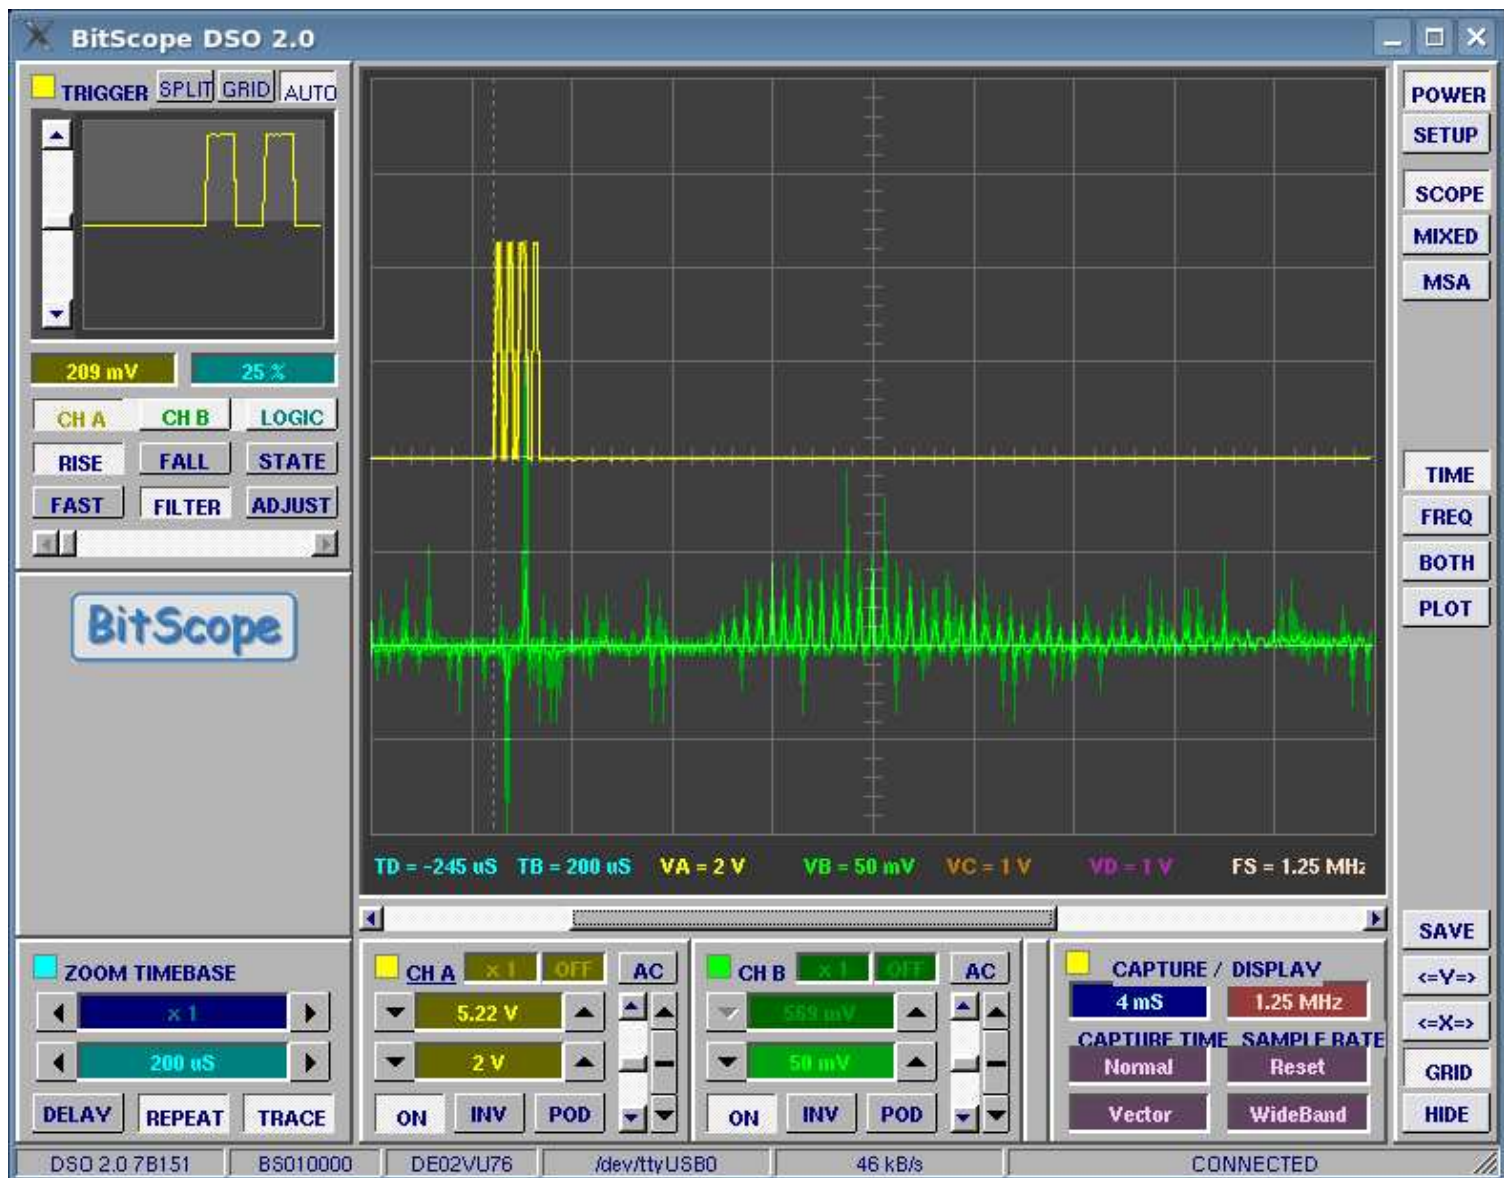 BitScope DSO 2.0
TRIGGER SPLIT GRID AUTO
209 mV 25 %
CH A CH B LOGIC
RISE FALL STATE
FAST FILTER ADJUST
BitScope
ZOOM TIMEBASE
x 1
200 uS
DELAY REPEAT TRACE
TD = -245 uS TB = 200 uS VA = 2 V VB = 50 mV VC = 1 V VD = 1 V FS = 1.25 MHz
CH A x 1 OFF AC
5.22 V
2 V
ON INV POD
CH B x 1 OFF AC
569 mV
50 mV
ON INV POD
CAPTURE / DISPLAY
4 mS 1.25 MHz
CAPTURE TIME SAMPLE RATE
Normal Reset
Vector WideBand
POWER
SETUP
SCOPE
MIXED
MSA
TIME
FREQ
BOTH
PLOT
SAVE
<=Y=>
<=X=>
GRID
HIDE
DSO 2.0 7B151 BS010000 DE02VU76 /dev/ttyUSB0 46 kB/s CONNECTED